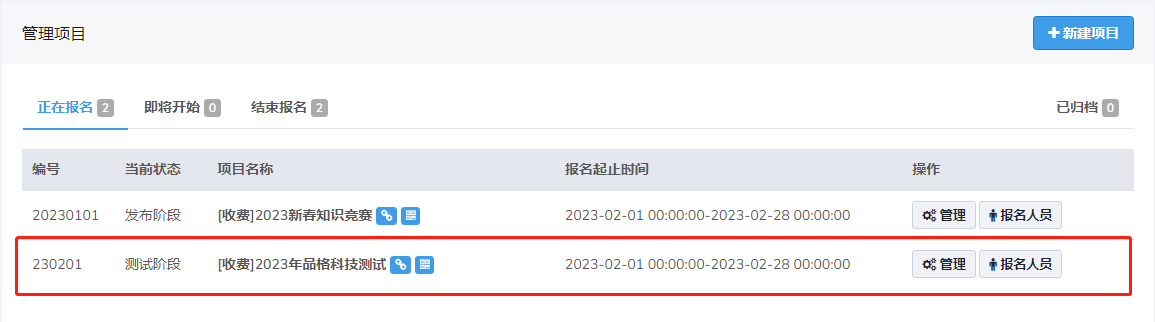 管理项目
新建项目
正在报名 2 即将开始 0 结束报名 2 已归档 0
编号 当前状态 项目名称 报名起止时间 操作
20230101 发布阶段 [收费]2023新春知识竞赛 2023-02-01 00:00:00-2023-02-28 00:00:00 管理 报名人员
230201 测试阶段 [收费]2023年品格科技测试 2023-02-01 00:00:00-2023-02-28 00:00:00 管理 报名人员